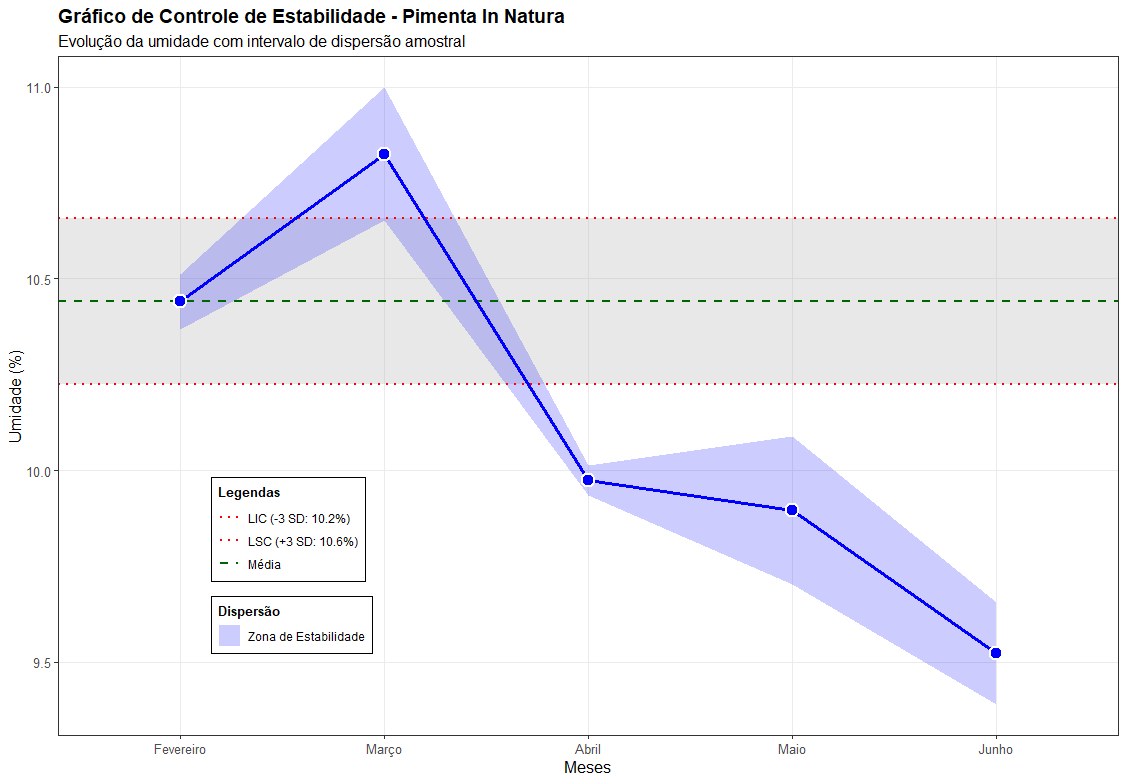 Gráfico de Controle de Estabilidade - Pimenta In Natura
Evolução da umidade com intervalo de dispersão amostral
Umidade (%)
11.0
10.5
10.0
9.5
Legendas
LIC (-3 SD: 10.2%)
LSC (+3 SD: 10.6%)
Média
Dispersão
Zona de Estabilidade
Fevereiro
Março
Abril
Maio
Junho
Meses